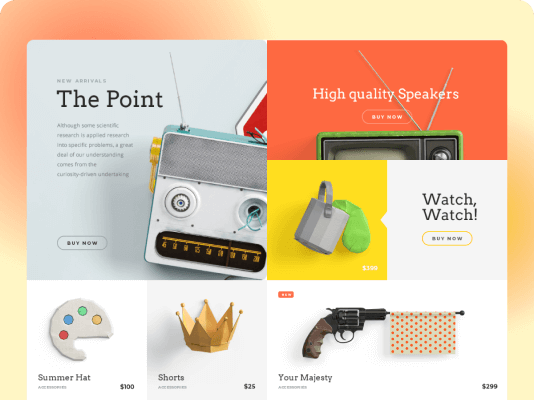 NEW ARRIVALS
The Point
Although some scientific
research is applied research
into specific problems, a great
deal of our understanding
comes from the
curiosity-driven undertaking
BUY NOW
High quality Speakers
BUY NOW
$399
Watch,
Watch!
BUY NOW
Summer Hat
ACCESSORIES
$100
Shorts
ACCESSORIES
$25
NEW
Your Majesty
ACCESSORIES
$299